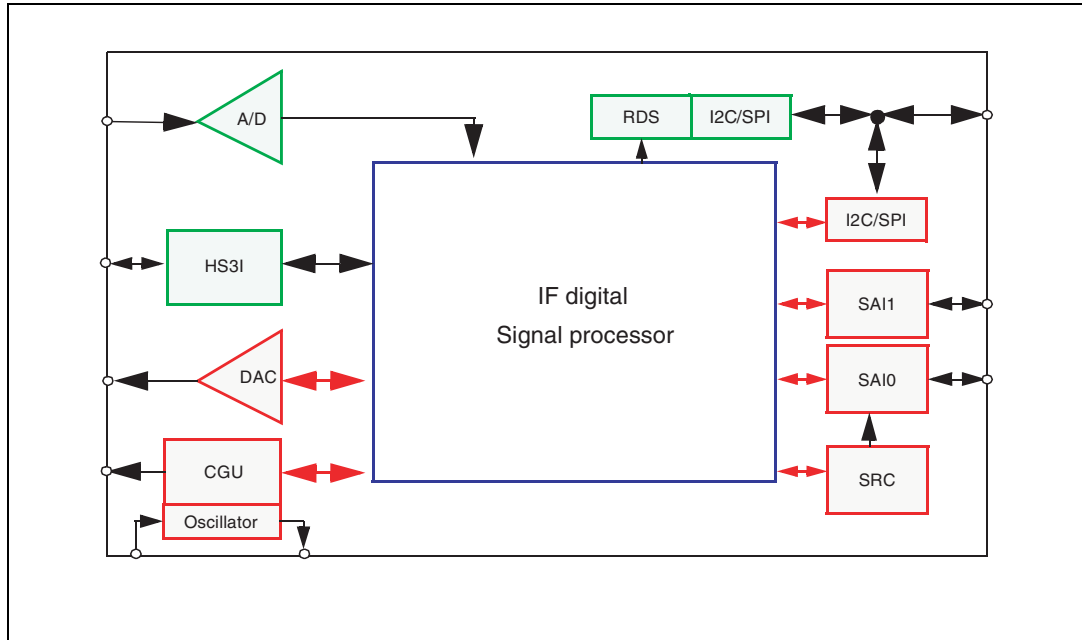 A/D
RDS
I2C/SPI
I2C/SPI
HS3I
IF digital
Signal processor
SAI1
DAC
SAI0
CGU
SRC
Oscillator